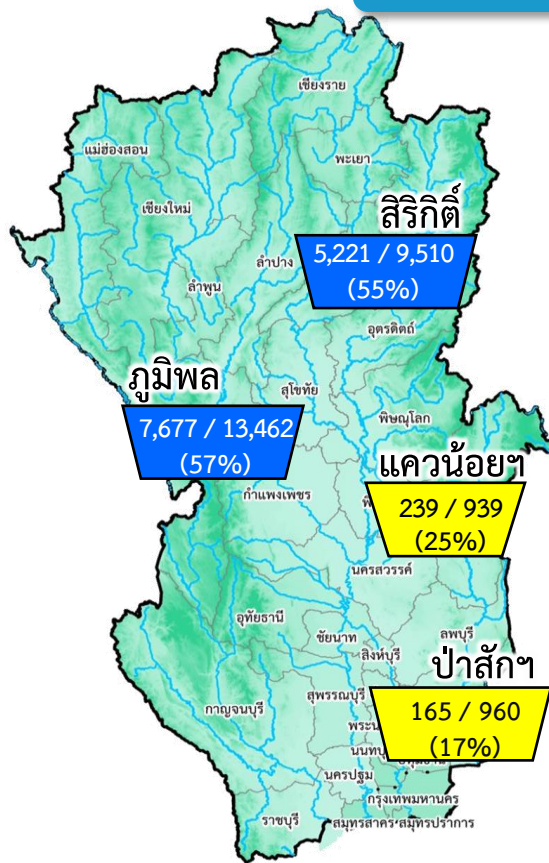 เชียงราย
แม่ฮ่องสอน
พะเยา
เชียงใหม่
สิริกิติ์
5,221 / 9,510
(55%)
ลำปาง
ลำพูน
อุตรดิตถ์
ภูมิพล
สุโขทัย
7,677 / 13,462
(57%)
พิษณุโลก
แควน้อยฯ
กำแพงเพชร
239 / 939
(25%)
นครสวรรค์
อุทัยธานี
ชัยนาท
ลพบุรี
สิงห์บุรี
ป่าสักฯ
สุพรรณบุรี
กาญจนบุรี
165 / 960
(17%)
นครปฐม
กรุงเทพมหานคร
ราชบุรี
สมุทรสาคร
สมุทรปราการ